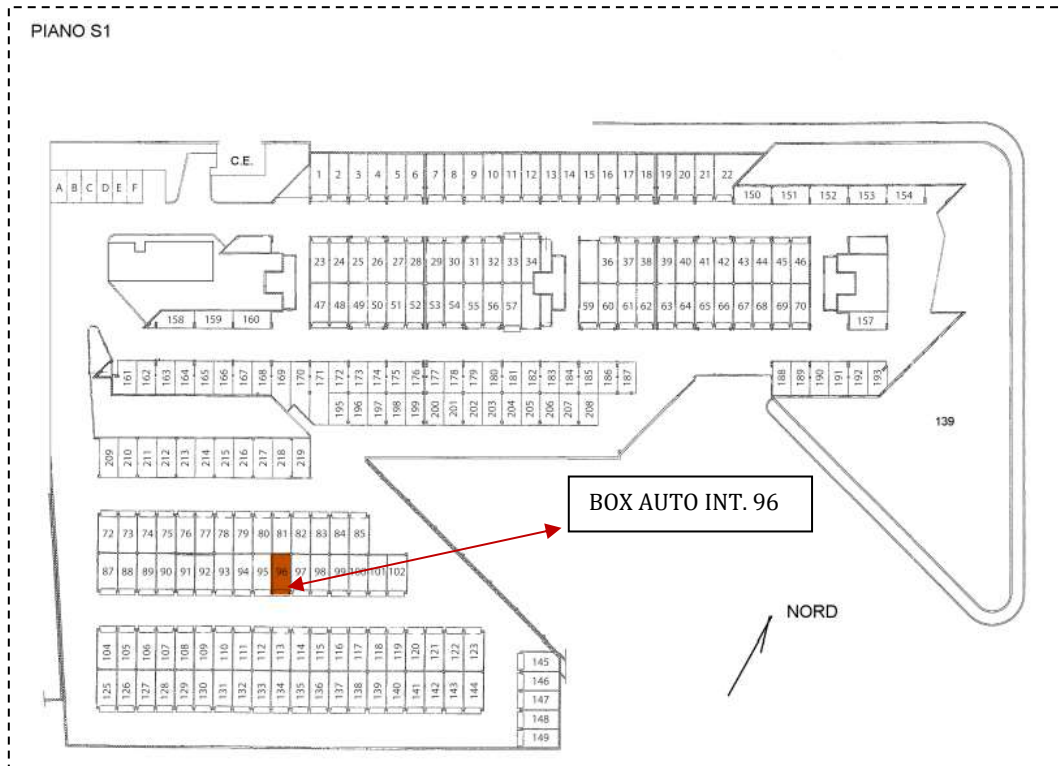 PIANO S1
C.E.
A B C D E F
1 2 3 4 5 6 7 8 9 10 11 12 13 14 15 16 17 18 19 20 21 22
150 151 152 153 154
23 24 25 26 27 28 29 30 31 32 33 34 36 37 38 39 40 41 42 43 44 45 46
47 48 49 50 51 52 53 54 55 56 57 59 60 61 62 63 64 65 66 67 68 69 70
158 159 160 157
161 162 163 164 165 166 167 168 169 170 171 172 173 174 175 176 177 178 179 180 181 182 183 184 185 186 187 188 189 190 191 192 193
195 196 197 198 199 200 201 202 203 204 205 206 207 208
139
209 210 211 212 213 214 215 216 217 218 219
BOX AUTO INT. 96
72 73 74 75 76 77 78 79 80 81 82 83 84 85
87 88 89 90 91 92 93 94 95 96 97 98 99 100 101 102
NORD
104 105 106 107 108 109 110 111 112 113 114 115 116 117 118 119 120 121 122 123
125 126 127 128 129 130 131 132 133 134 135 136 137 138 139 140 141 142 143 144
145
146
147
148
149